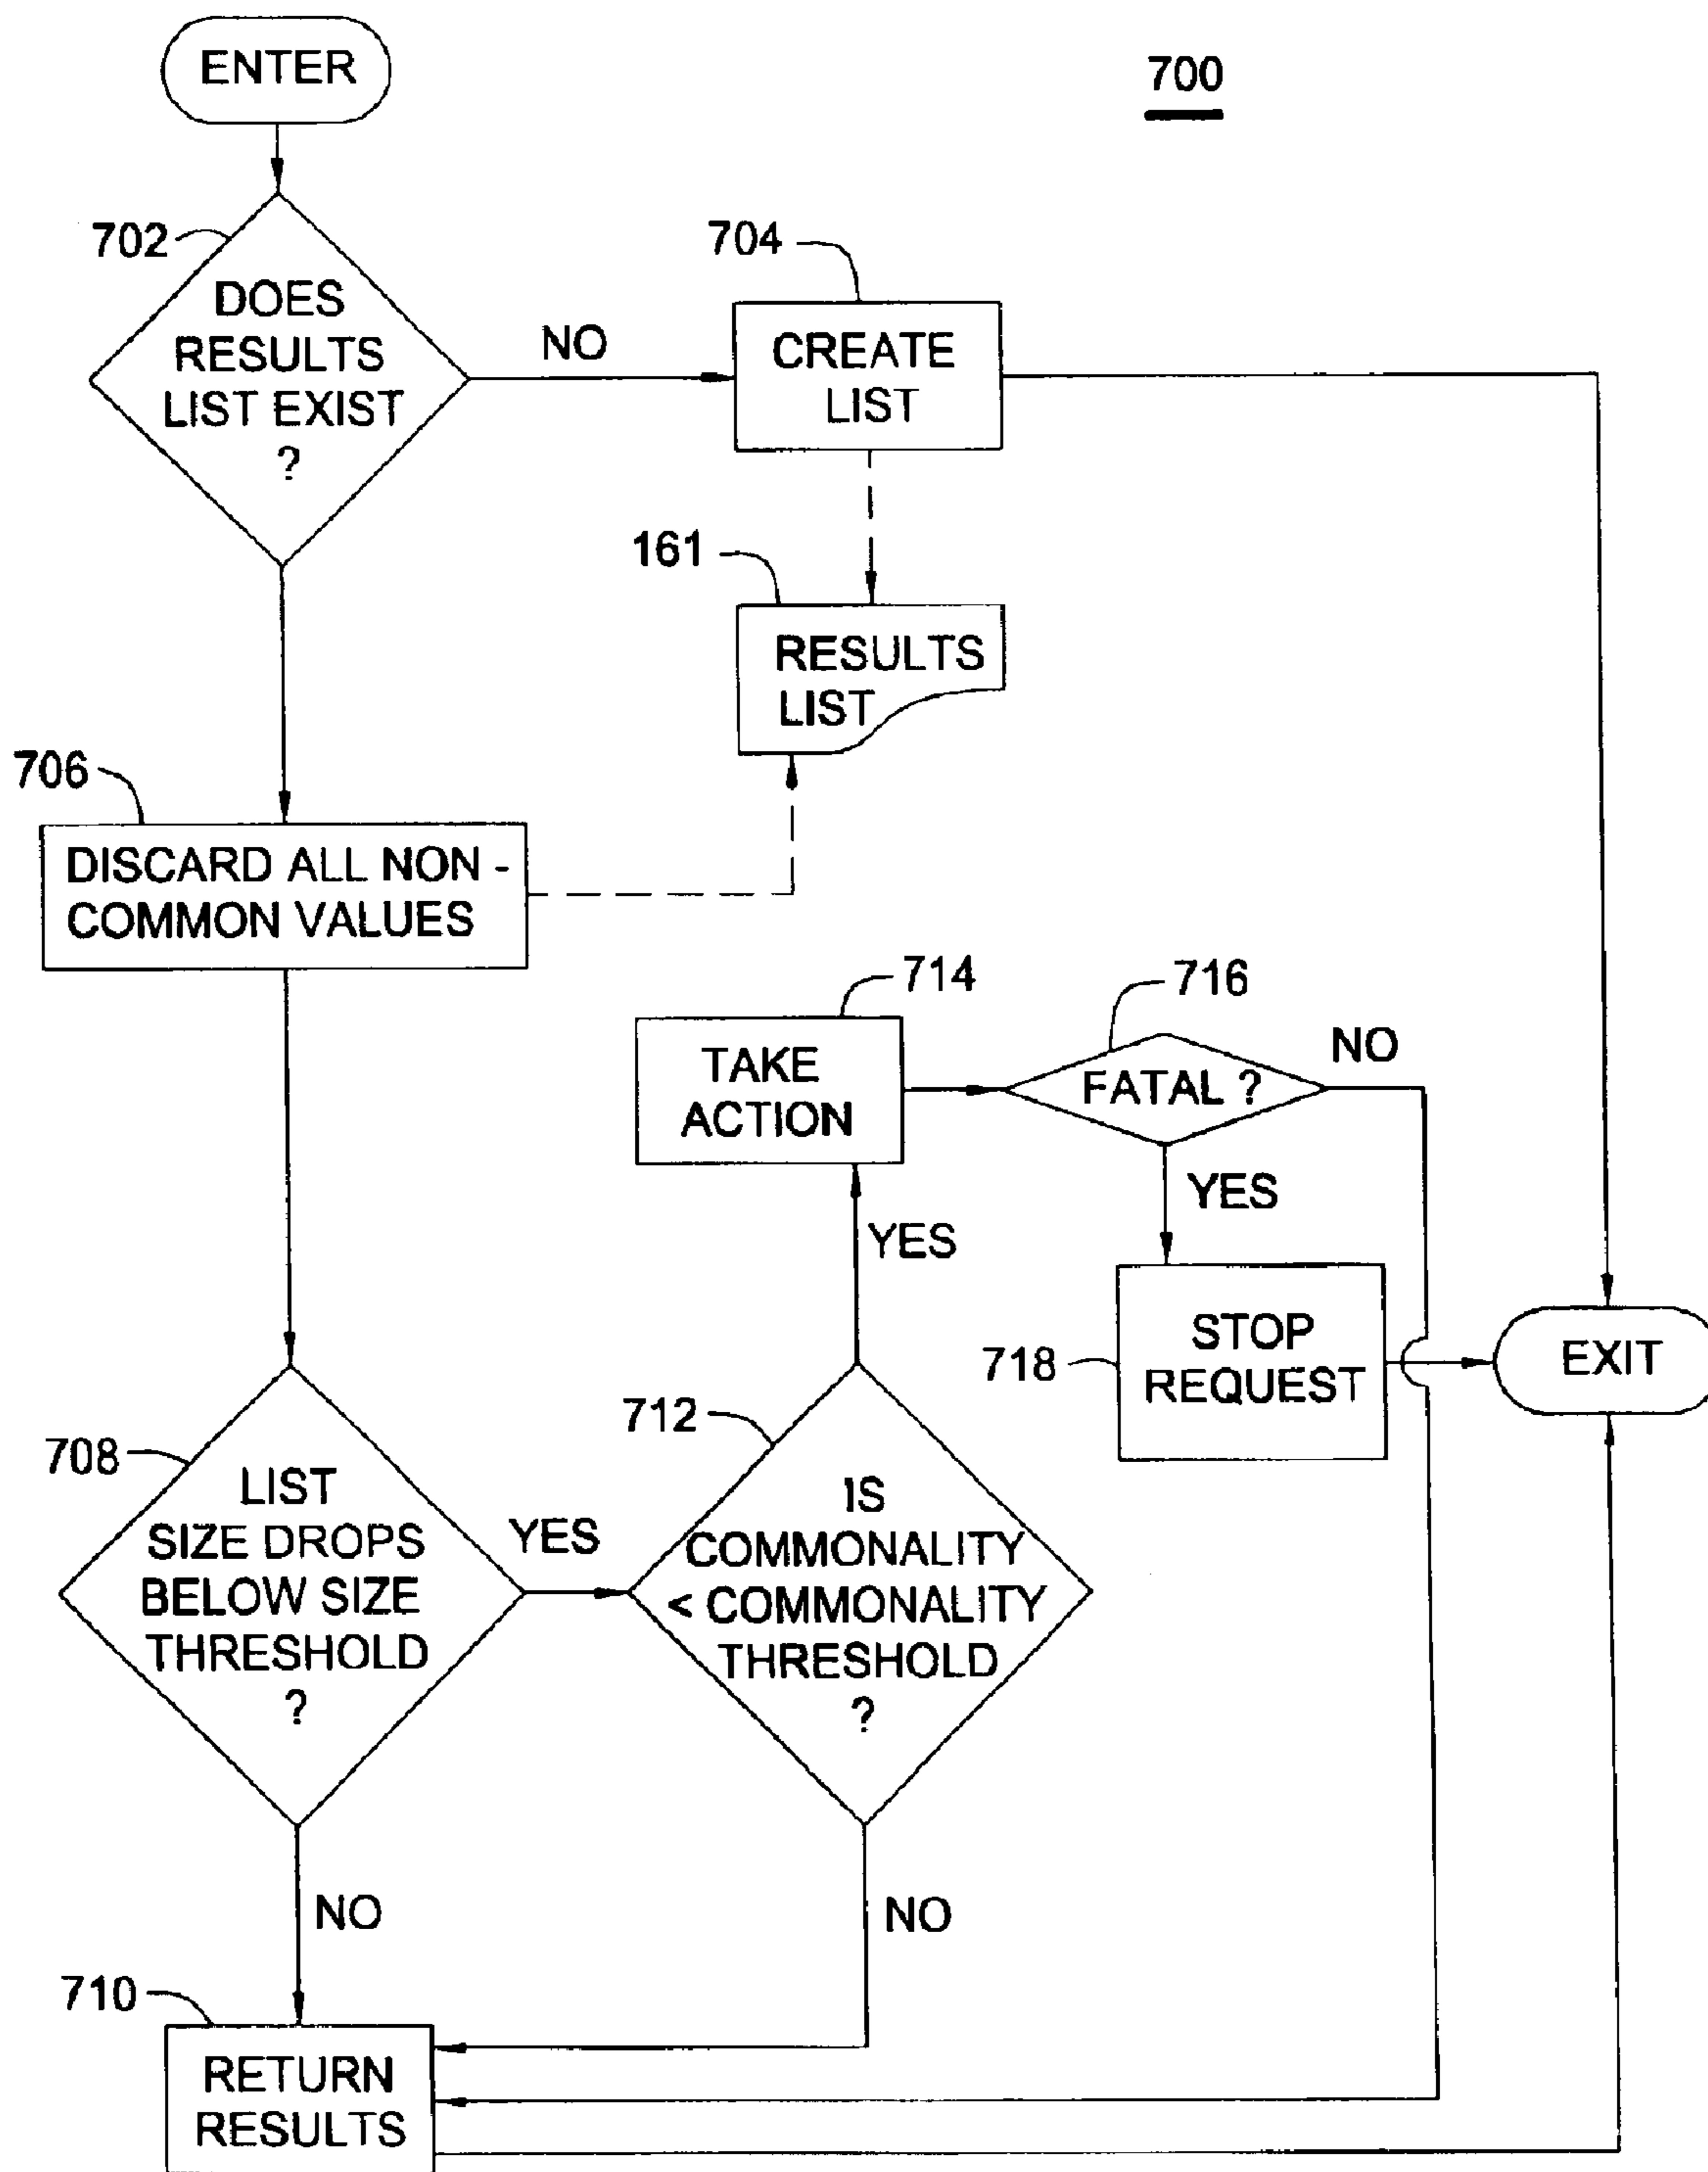 ENTER
700
702
DOES
RESULTS
LIST EXIST
?
NO
704
CREATE
LIST
161
RESULTS
LIST
706
DISCARD ALL NON -
COMMON VALUES
714
TAKE
ACTION
716
FATAL ?
NO
YES
YES
718
STOP
REQUEST
EXIT
708
LIST
SIZE DROPS
BELOW SIZE
THRESHOLD
?
YES
712
IS
COMMONALITY
< COMMONALITY
THRESHOLD
?
NO
NO
710
RETURN
RESULTS